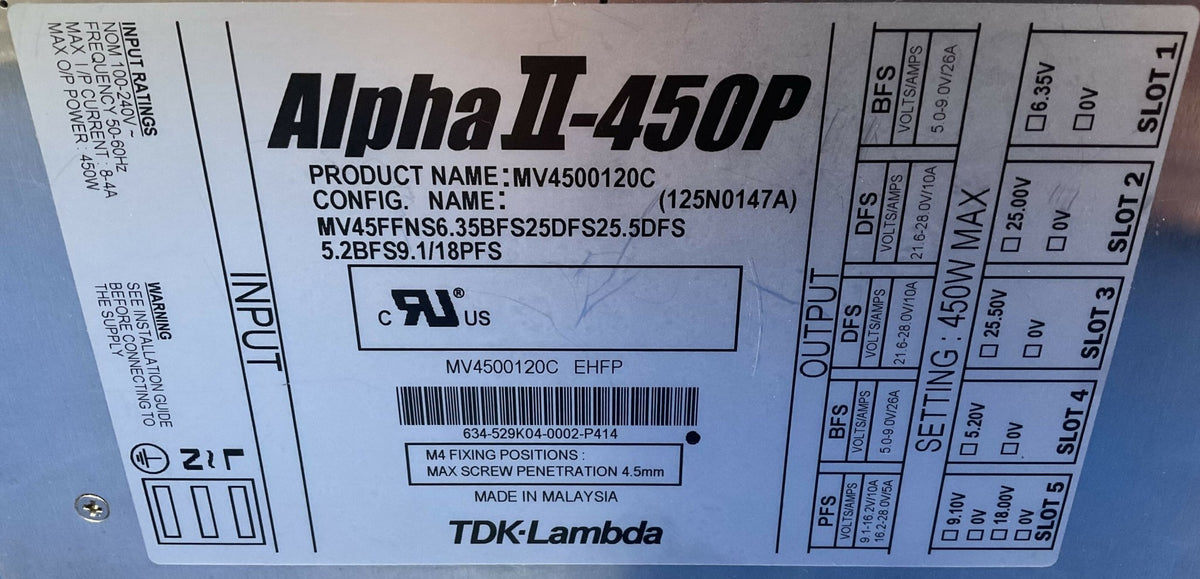 INPUT RATINGS
NOM 100-240V ~
FREQUENCY 50-60Hz
MAX I/P CURRENT : 8-4A
MAX O/P POWER : 450W
WARNING
SEE INSTALLATION GUIDE
BEFORE CONNECTING TO
THE SUPPLY
N ~ L
INPUT
Alpha II-450P
PRODUCT NAME : MV4500120C
CONFIG. NAME : (125N0147A)
MV45FFNS6.35BFS25DFS25.5DFS
5.2BFS9.1/18PFS
C RU ® US
MV4500120C EHFP
634-529K04-0002-P414
M4 FIXING POSITIONS :
MAX SCREW PENETRATION 4.5mm
MADE IN MALAYSIA
TDK-Lambda
OUTPUT
BFS
VOLTS/AMPS
5.0-9.0V/26A
DFS
VOLTS/AMPS
21.6-28.0V/10A
DFS
VOLTS/AMPS
21.6-28.0V/10A
BFS
VOLTS/AMPS
5.0-9.0V/26A
PFS
VOLTS/AMPS
9.1-16.2V/10A
16.2-28.0V/5A
SETTING : 450W MAX
☐ 6.35V
☐ 0V
SLOT 1
☐ 25.00V
☐ 0V
SLOT 2
☐ 25.50V
☐ 0V
SLOT 3
☐ 5.20V
☐ 0V
SLOT 4
☐ 9.10V
☐ 0V
☐ 18.00V
☐ 0V
SLOT 5